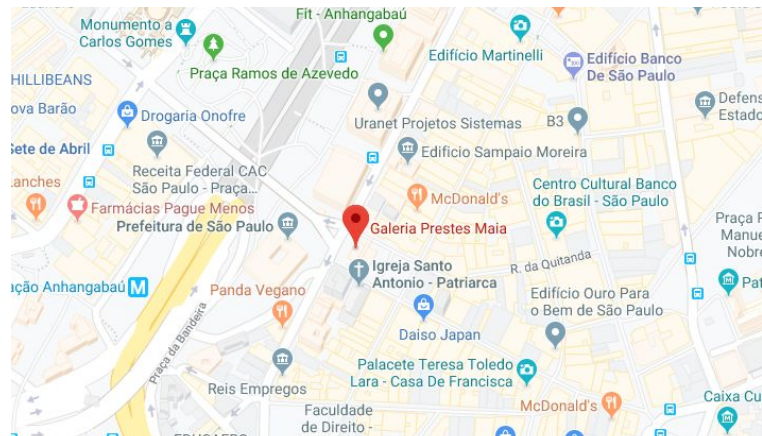 Fit - Anhangabaú
Monumento a
Carlos Gomes
Edifício Martinelli
Edifício Banco
De São Paulo
Praça Ramos de Azevedo
HILLIBEANS
ova Barão
Drogaria Onofre
Uranet Projetos Sistemas
B3
Defens
Estado
Sete de Abril
Receita Federal CAC
São Paulo - Praça...
Edificio Sampaio Moreira
Lanches
Farmácias Pague Menos
McDonald's
Centro Cultural Banco
do Brasil - São Paulo
Prefeitura de São Paulo
Galeria Prestes Maia
Praça P
Manue
Nobre
Igreja Santo
Antonio - Patriarca
R. da Quitanda
ação Anhangabaú
M
Panda Vegano
Edifício Ouro Para
o Bem de São Paulo
Pat
Daiso Japan
Praça da Bandeira
Palacete Teresa Toledo
Lara - Casa De Francisca
Reis Empregos
McDonald's
Caixa Cu
Faculdade
de Direito -